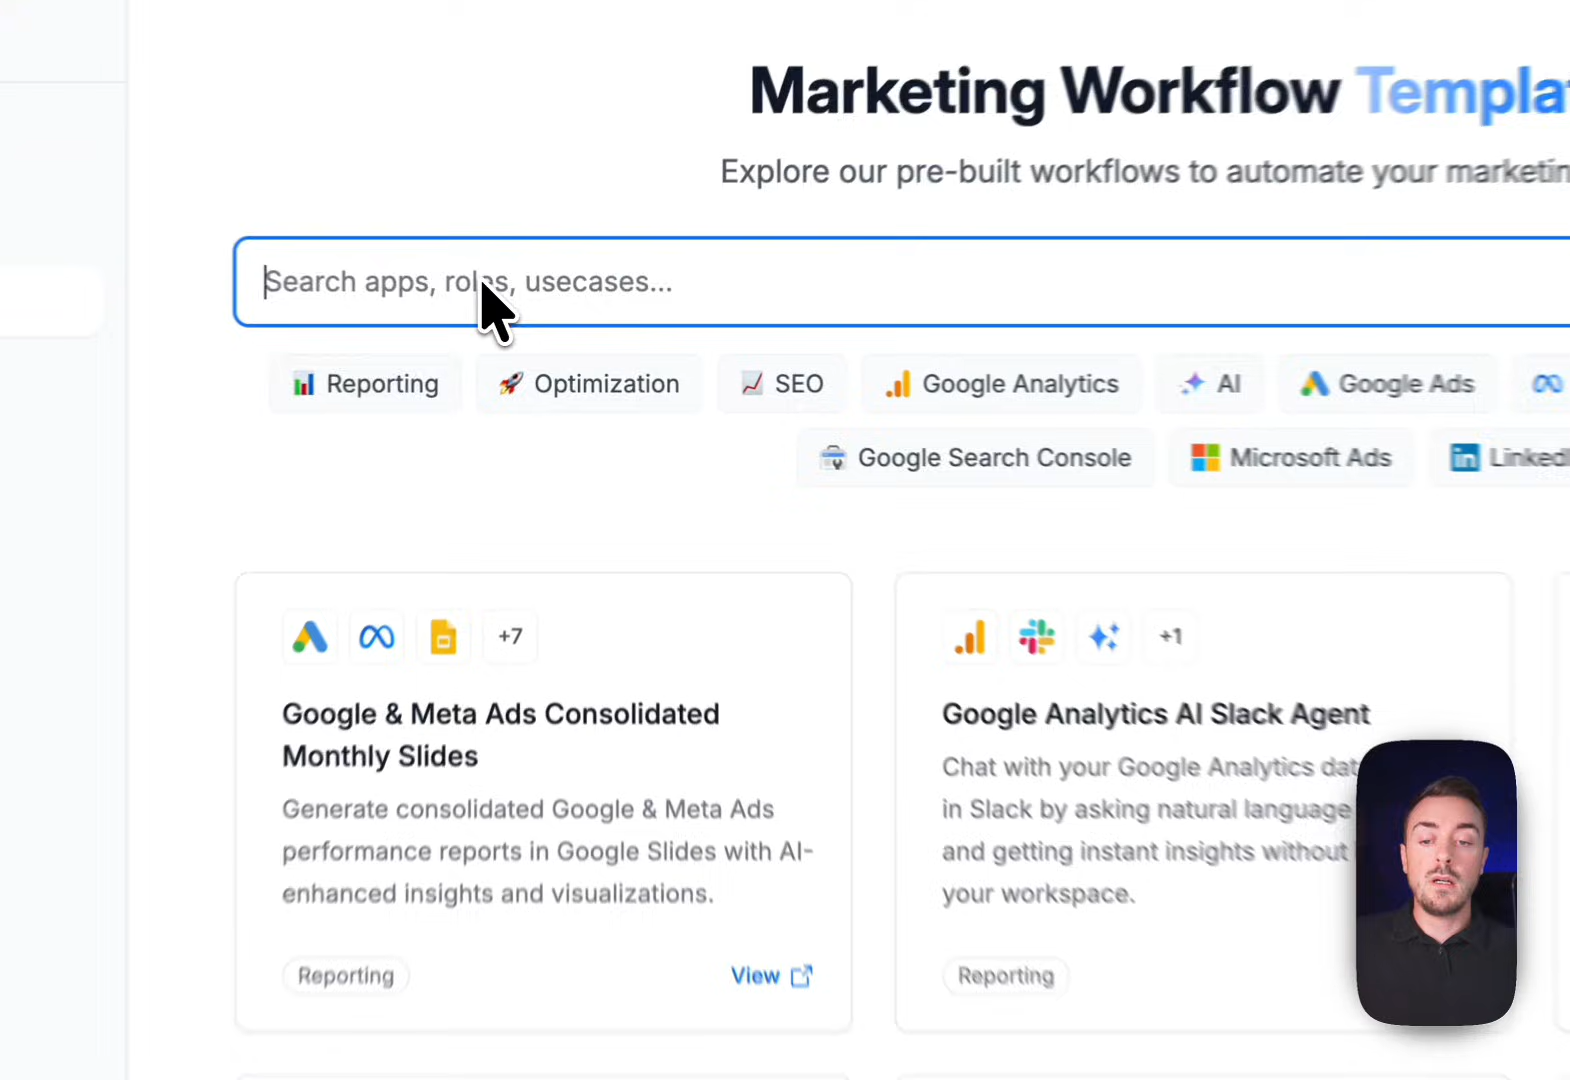 Marketing Workflow Templa
Explore our pre-built workflows to automate your marketin
Search apps, roles, usecases...
Reporting Optimization SEO Google Analytics AI Google Ads
Google Search Console Microsoft Ads LinkedI
+7
Google & Meta Ads Consolidated
Monthly Slides
Generate consolidated Google & Meta Ads
performance reports in Google Slides with AI-
enhanced insights and visualizations.
Reporting View
+1
Google Analytics AI Slack Agent
Chat with your Google Analytics dat
in Slack by asking natural language
and getting instant insights without
your workspace.
Reporting